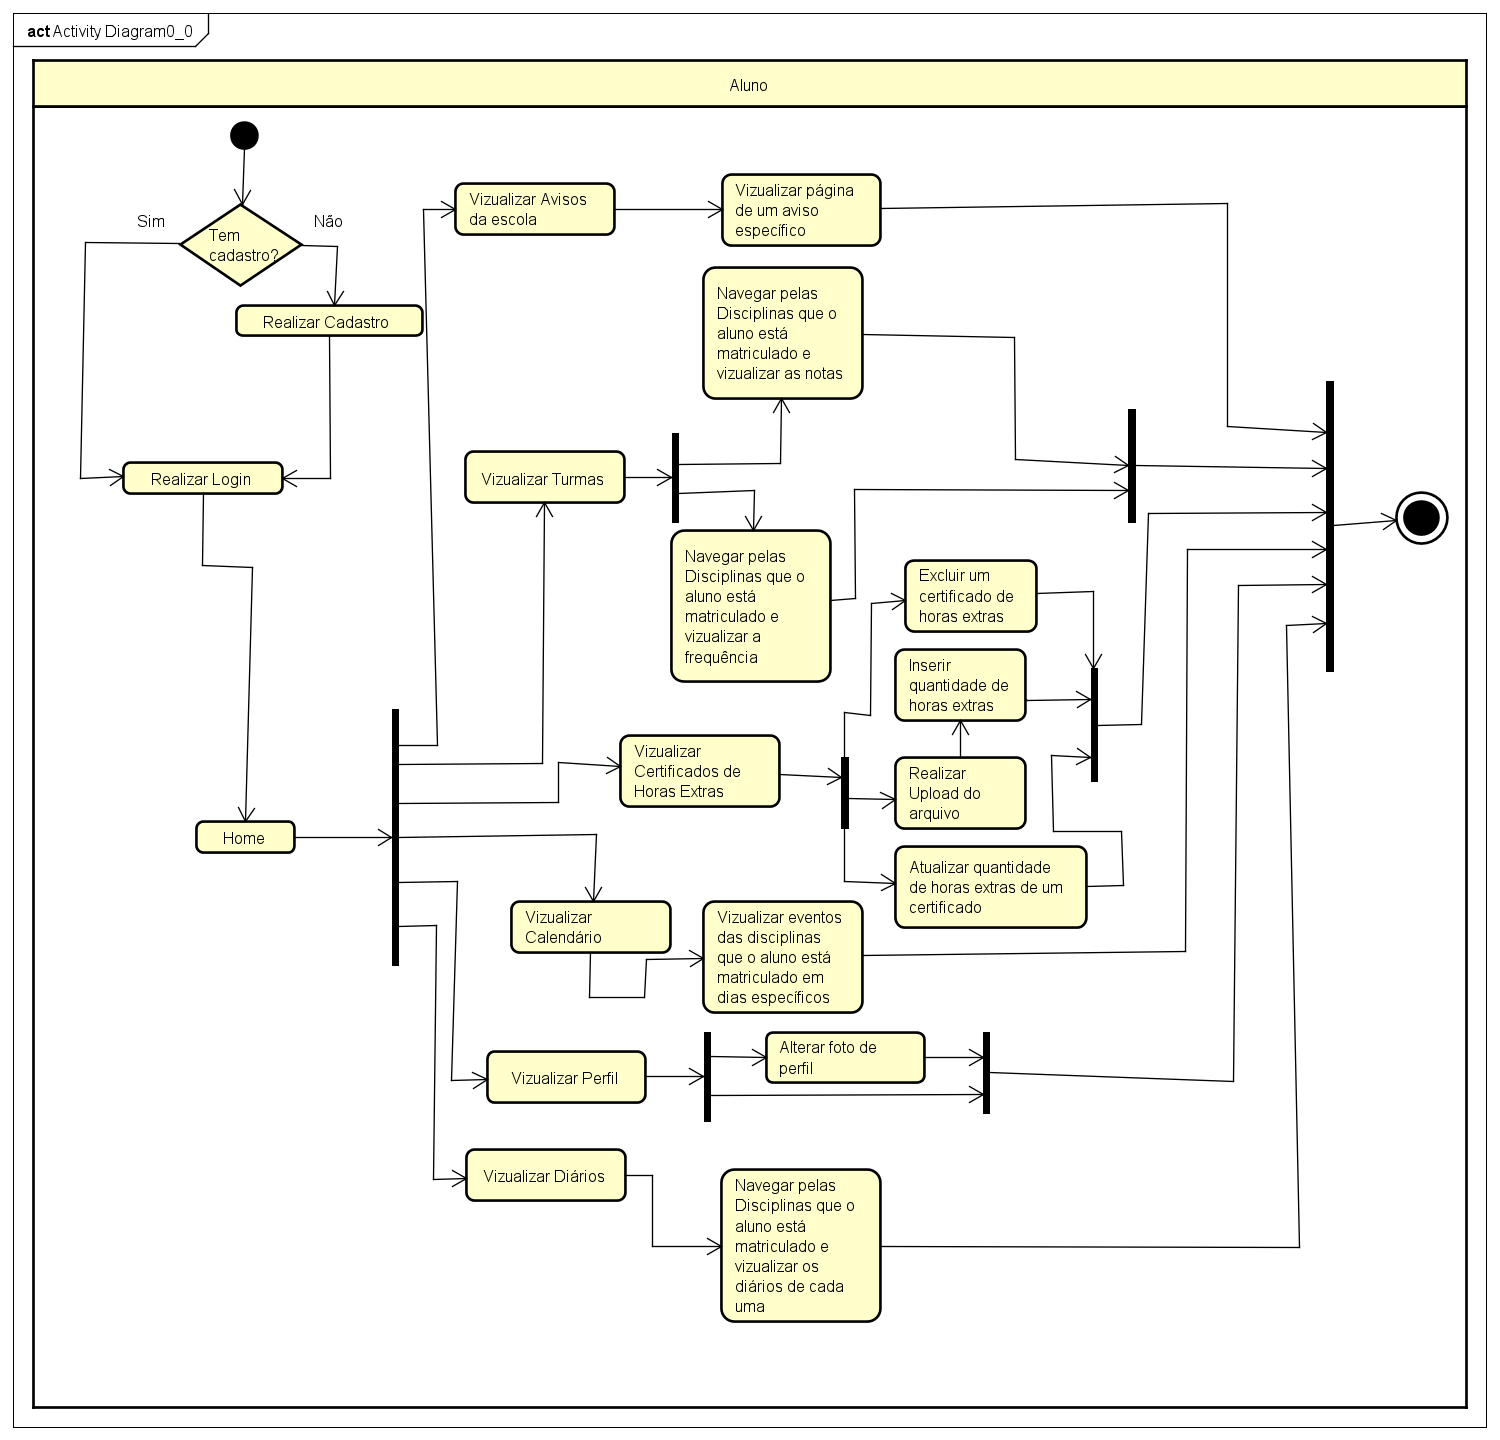 act Activity Diagram0_0
Aluno
Sim
Não
Tem
cadastro?
Realizar Cadastro
Realizar Login
Home
Vizualizar Avisos
da escola
Vizualizar página
de um aviso
específico
Navegar pelas
Disciplinas que o
aluno está
matriculado e
vizualizar as notas
Vizualizar Turmas
Navegar pelas
Disciplinas que o
aluno está
matriculado e
vizualizar a
frequência
Excluir um
certificado de
horas extras
Inserir
quantidade de
horas extras
Vizualizar
Certificados de
Horas Extras
Realizar
Upload do
arquivo
Atualizar quantidade
de horas extras de um
certificado
Vizualizar
Calendário
Vizualizar eventos
das disciplinas
que o aluno está
matriculado em
dias específicos
Alterar foto de
perfil
Vizualizar Perfil
Vizualizar Diários
Navegar pelas
Disciplinas que o
aluno está
matriculado e
vizualizar os
diários de cada
uma